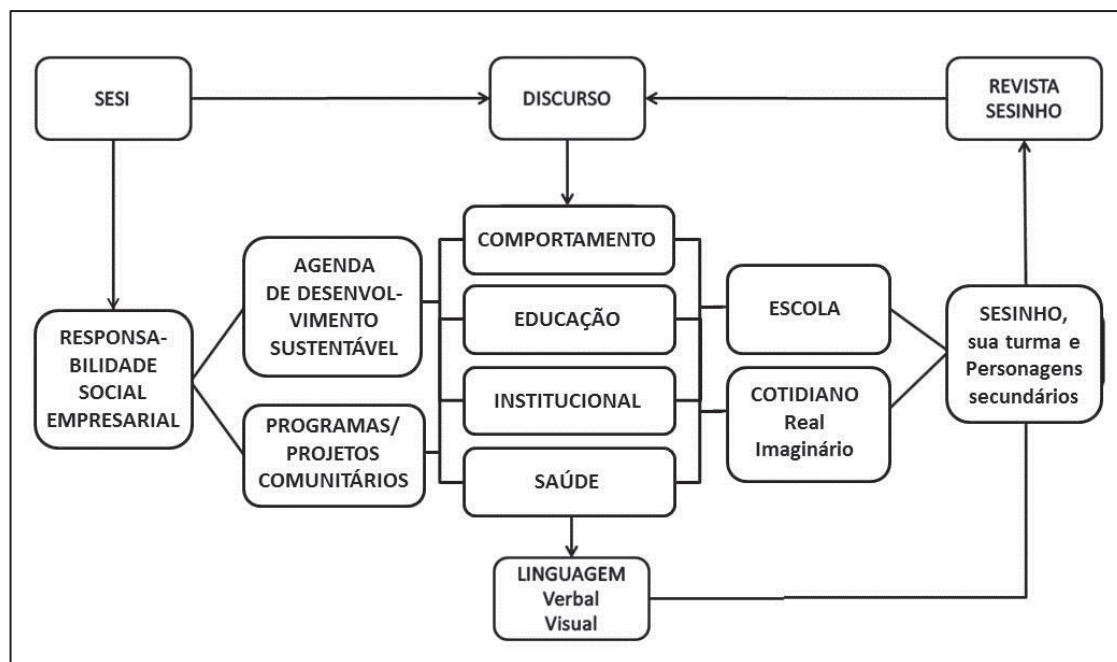 SESI
DISCURSO
REVISTA
SESINHO
COMPORTAMENTO
AGENDA
DE DESENVOL-
VIMENTO
SUSTENTÁVEL
ESCOLA
EDUCAÇÃO
RESPONSA-
BILIDADE
SOCIAL
EMPRESARIAL
SESINHO,
sua turma e
Personagens
secundários
INSTITUCIONAL
COTIDIANO
Real
Imaginário
PROGRAMAS/
PROJETOS
COMUNITÁRIOS
SAÚDE
LINGUAGEM
Verbal
Visual